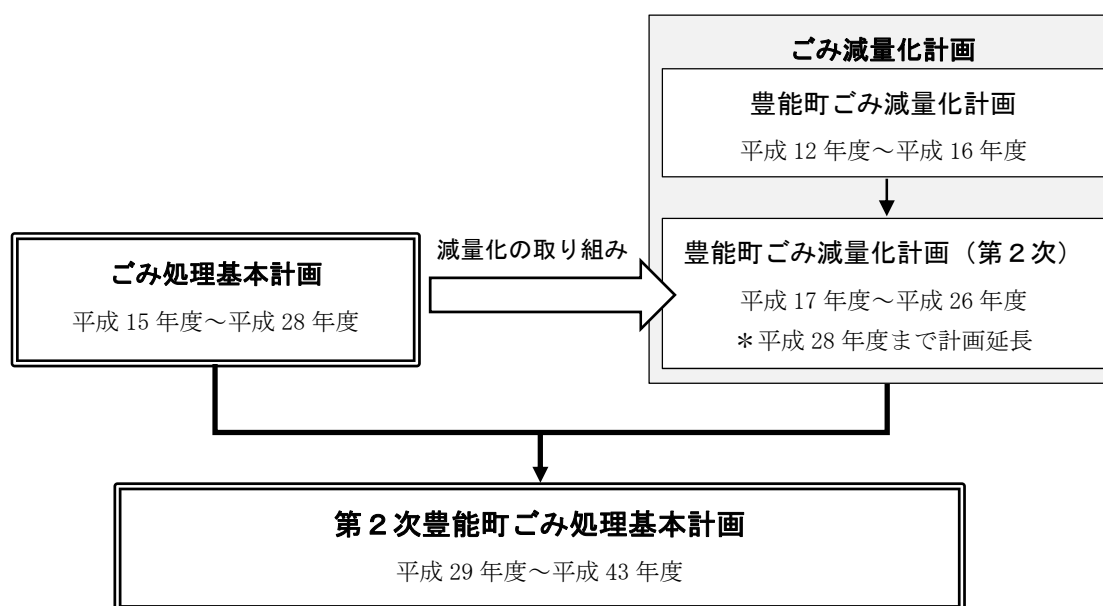 ごみ減量化計画
豊能町ごみ減量化計画
平成 12 年度~平成 16 年度
減量化の取り組み
豊能町ごみ減量化計画(第2次)
平成 17 年度~平成 26 年度
*平成 28 年度まで計画延長
ごみ処理基本計画
平成 15 年度~平成 28 年度
第2次豊能町ごみ処理基本計画
平成 29 年度~平成 43 年度